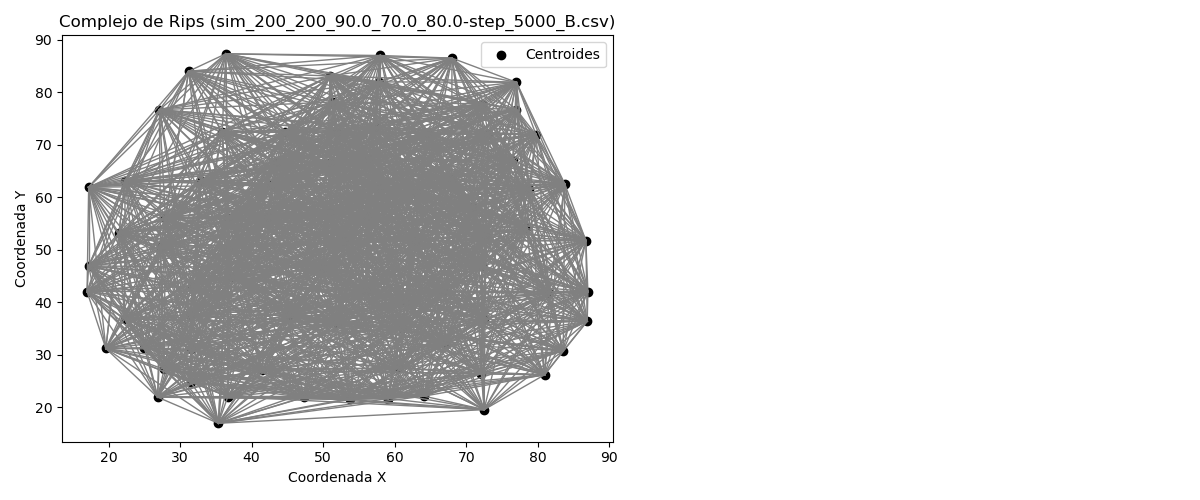 Complejo de Rips (sim_200_200_90.0_70.0_80.0-step_5000_B.csv)
Centroides
90
80
70
60
50
40
30
20
Coordenada Y
20 30 40 50 60 70 80 90
Coordenada X